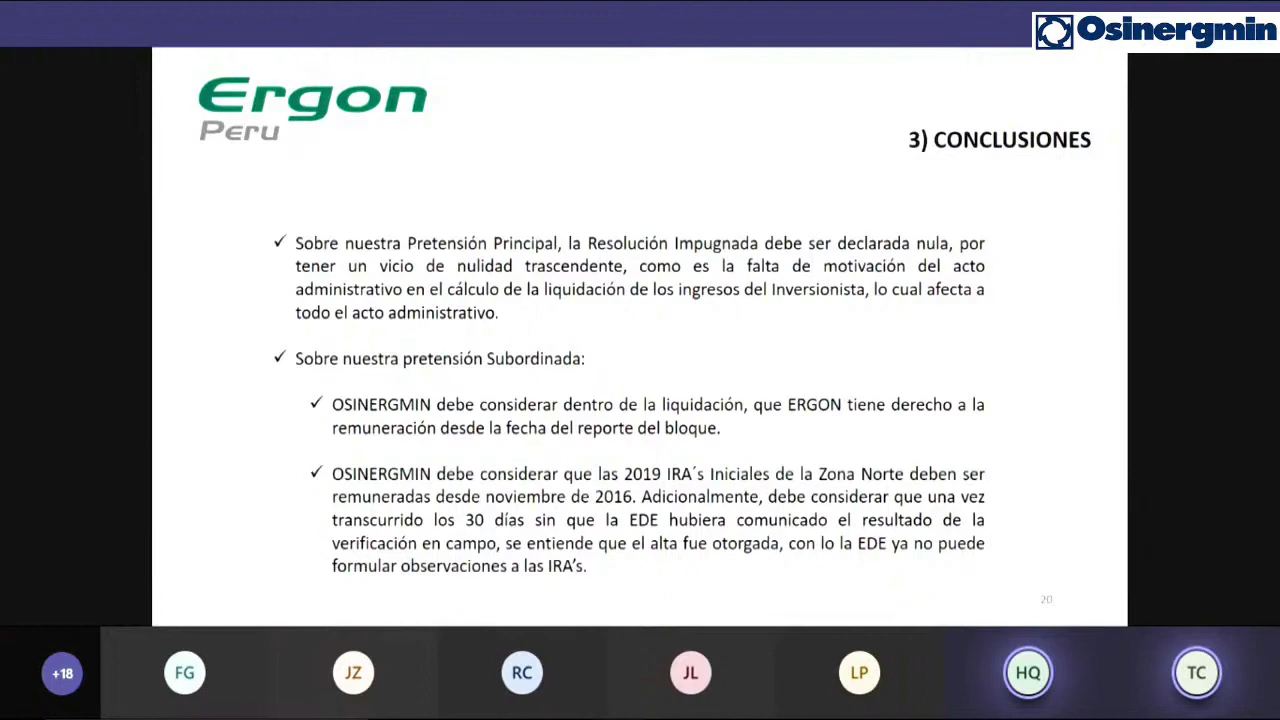 Osinergmin
Ergon
Peru
3) CONCLUSIONES
✓ Sobre nuestra Pretensión Principal, la Resolución Impugnada debe ser declarada nula, por
tener un vicio de nulidad trascendente, como es la falta de motivación del acto
administrativo en el cálculo de la liquidación de los ingresos del Inversionista, lo cual afecta a
todo el acto administrativo.
✓ Sobre nuestra pretensión Subordinada:
✓ OSINERGMIN debe considerar dentro de la liquidación, que ERGON tiene derecho a la
remuneración desde la fecha del reporte del bloque.
✓ OSINERGMIN debe considerar que las 2019 IRA´s Iniciales de la Zona Norte deben ser
remuneradas desde noviembre de 2016. Adicionalmente, debe considerar que una vez
transcurrido los 30 días sin que la EDE hubiera comunicado el resultado de la
verificación en campo, se entiende que el alta fue otorgada, con lo la EDE ya no puede
formular observaciones a las IRA’s.
20
+18 FG JZ RC JL LP HQ TC